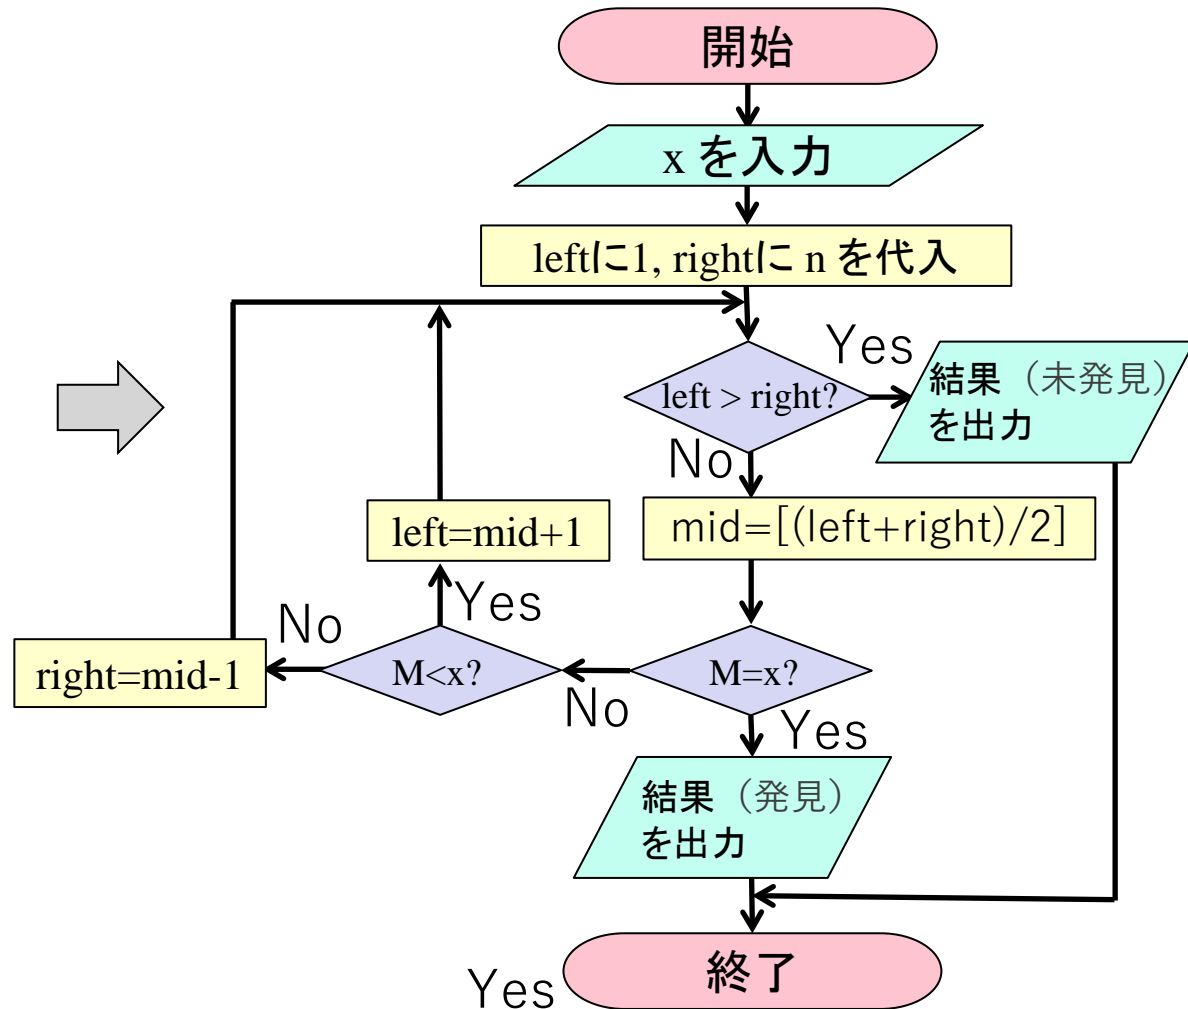 開始
x を入力
leftに1, rightに n を代入
left > right?
Yes
結果（未発見）
を出力
No
mid=[(left+right)/2]
left=mid+1
Yes
No
right=mid-1
M<x?
No
M=x?
Yes
結果（発見）
を出力
終了
Yes